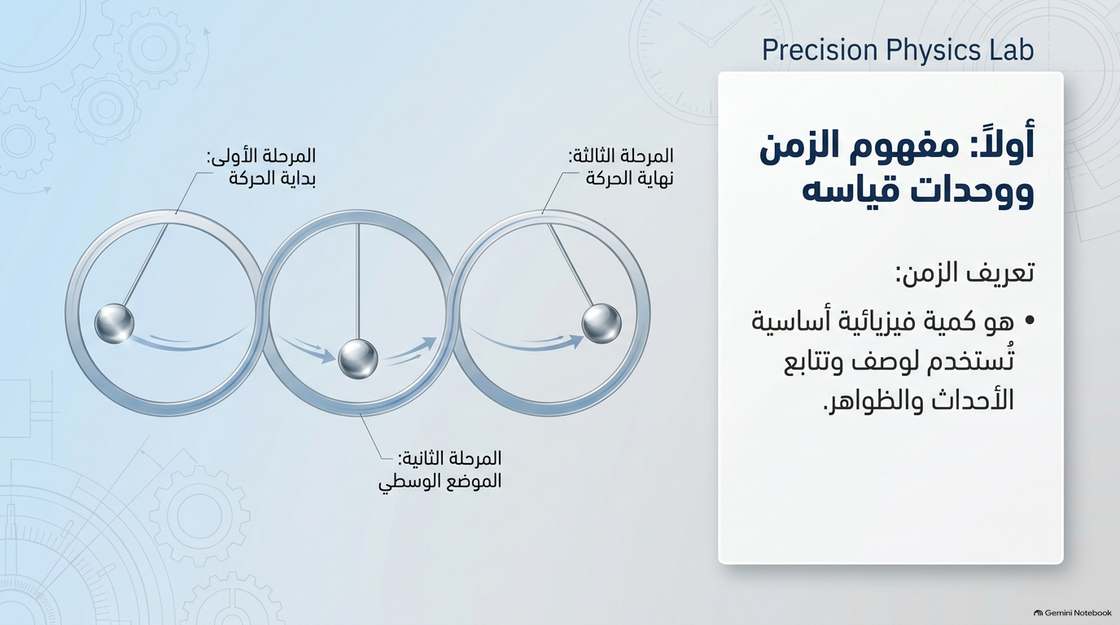 Precision Physics Lab
أولاً: مفهوم الزمن
ووحدات قياسه
تعريف الزمن:
• هو كمية فيزيائية أساسية
تُستخدم لوصف وتتابع
الأحداث والظواهر.
المرحلة الأولى:
بداية الحركة
المرحلة الثانية:
الموضع الوسطي
المرحلة الثالثة:
نهاية الحركة
Gemini Notebook